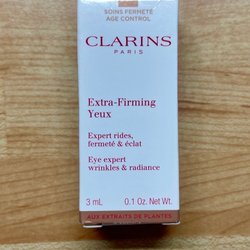 SOINS FERMETÉ
AGE CONTROL
CLARINS
PARIS
Extra-Firming
Yeux
Expert rides,
fermeté & éclat
Eye expert
wrinkles & radiance
3 mL 0.1 Oz. Net Wt.
AUX EXTRAITS DE PLANTES